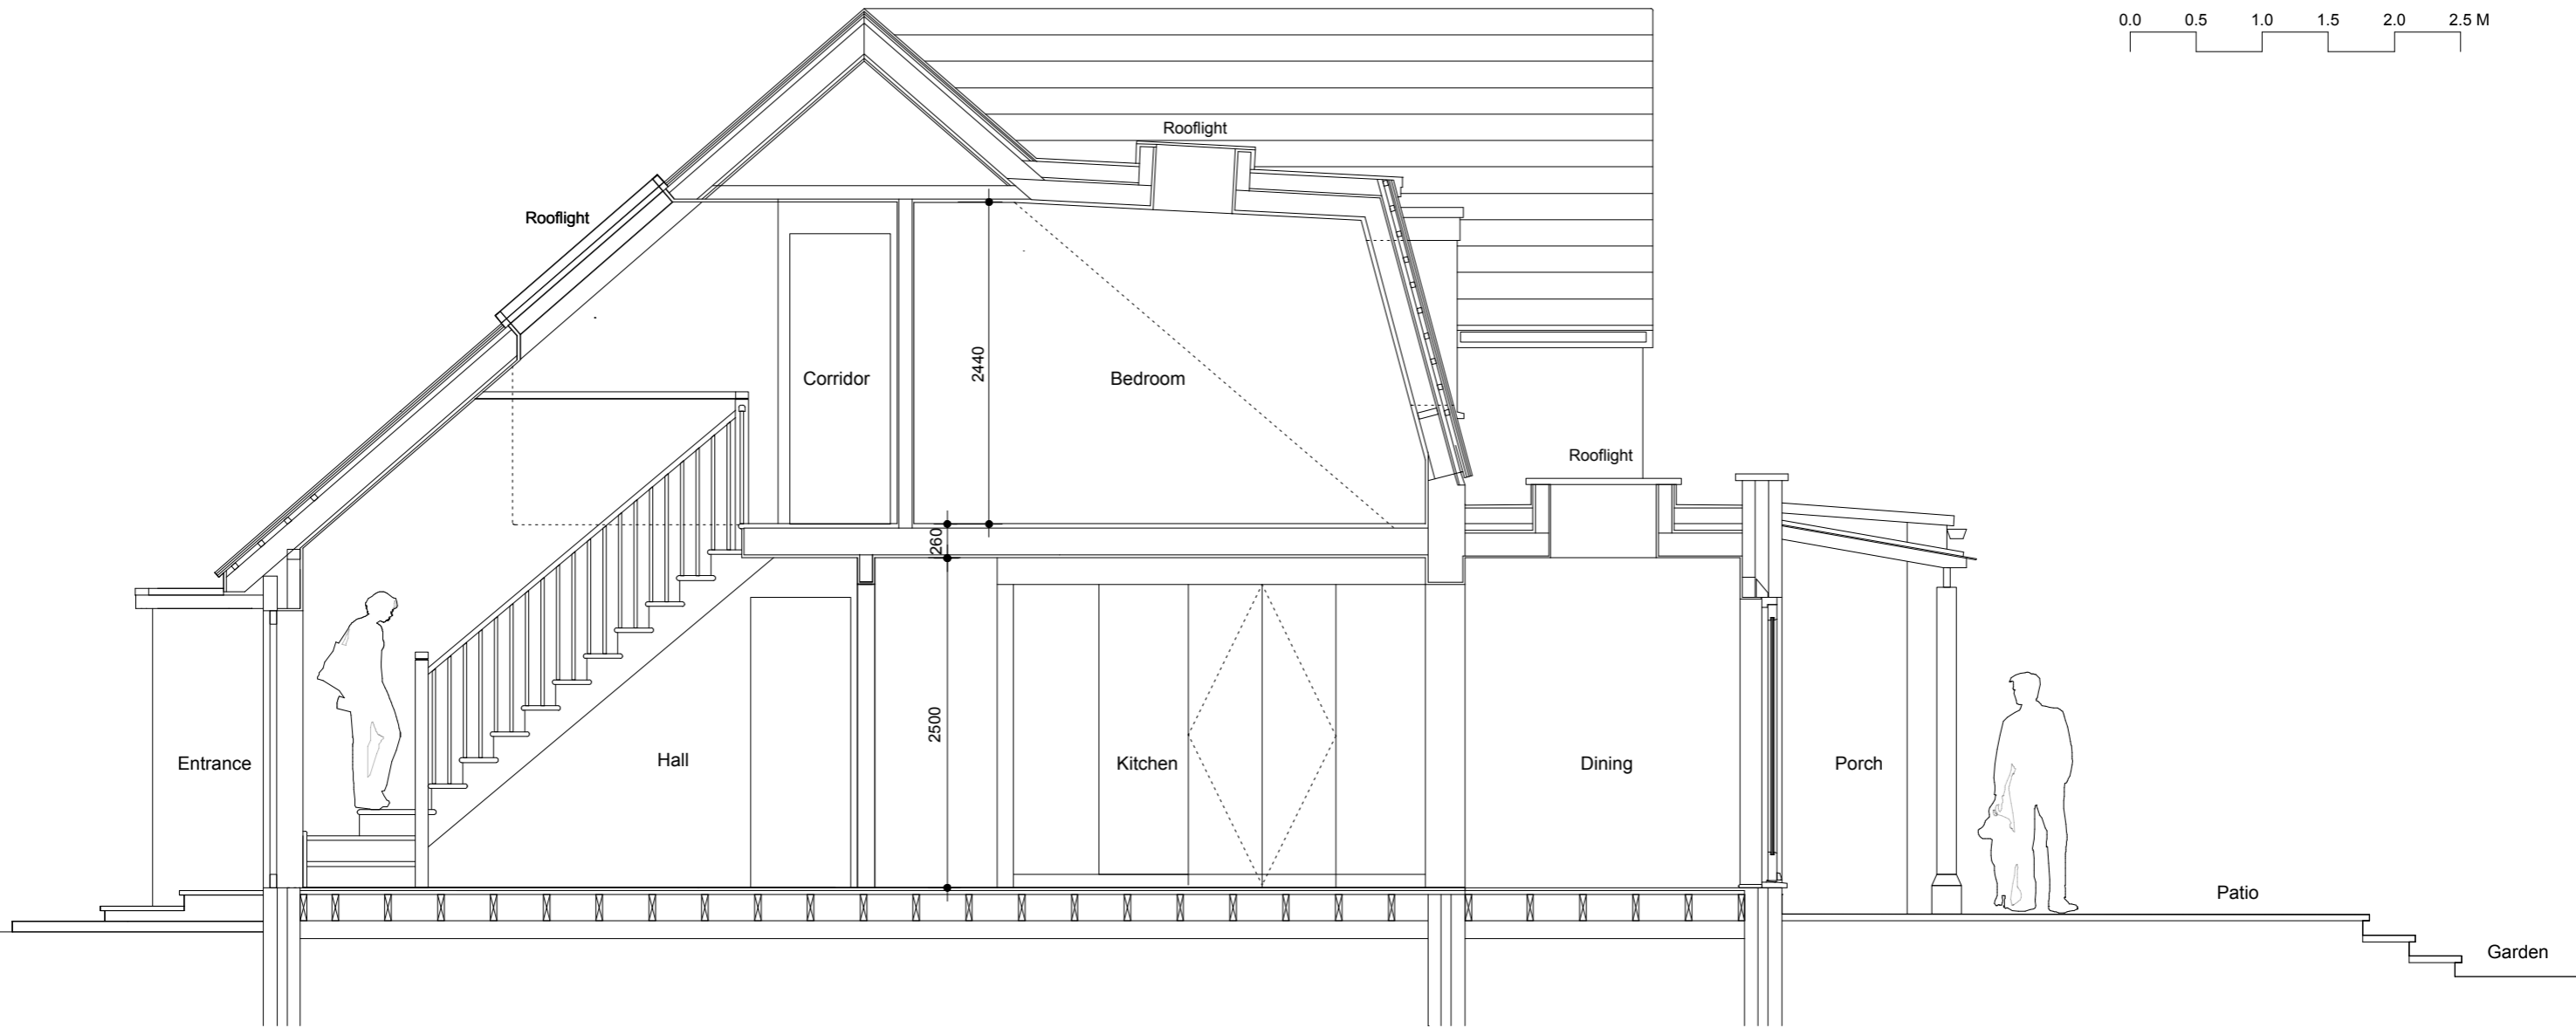 0.0 0.5 1.0 1.5 2.0 2.5 M
Rooflight
Rooflight
Corridor
2440
Bedroom
Rooflight
260
2500
Entrance
Hall
Kitchen
Dining
Porch
Patio
Garden